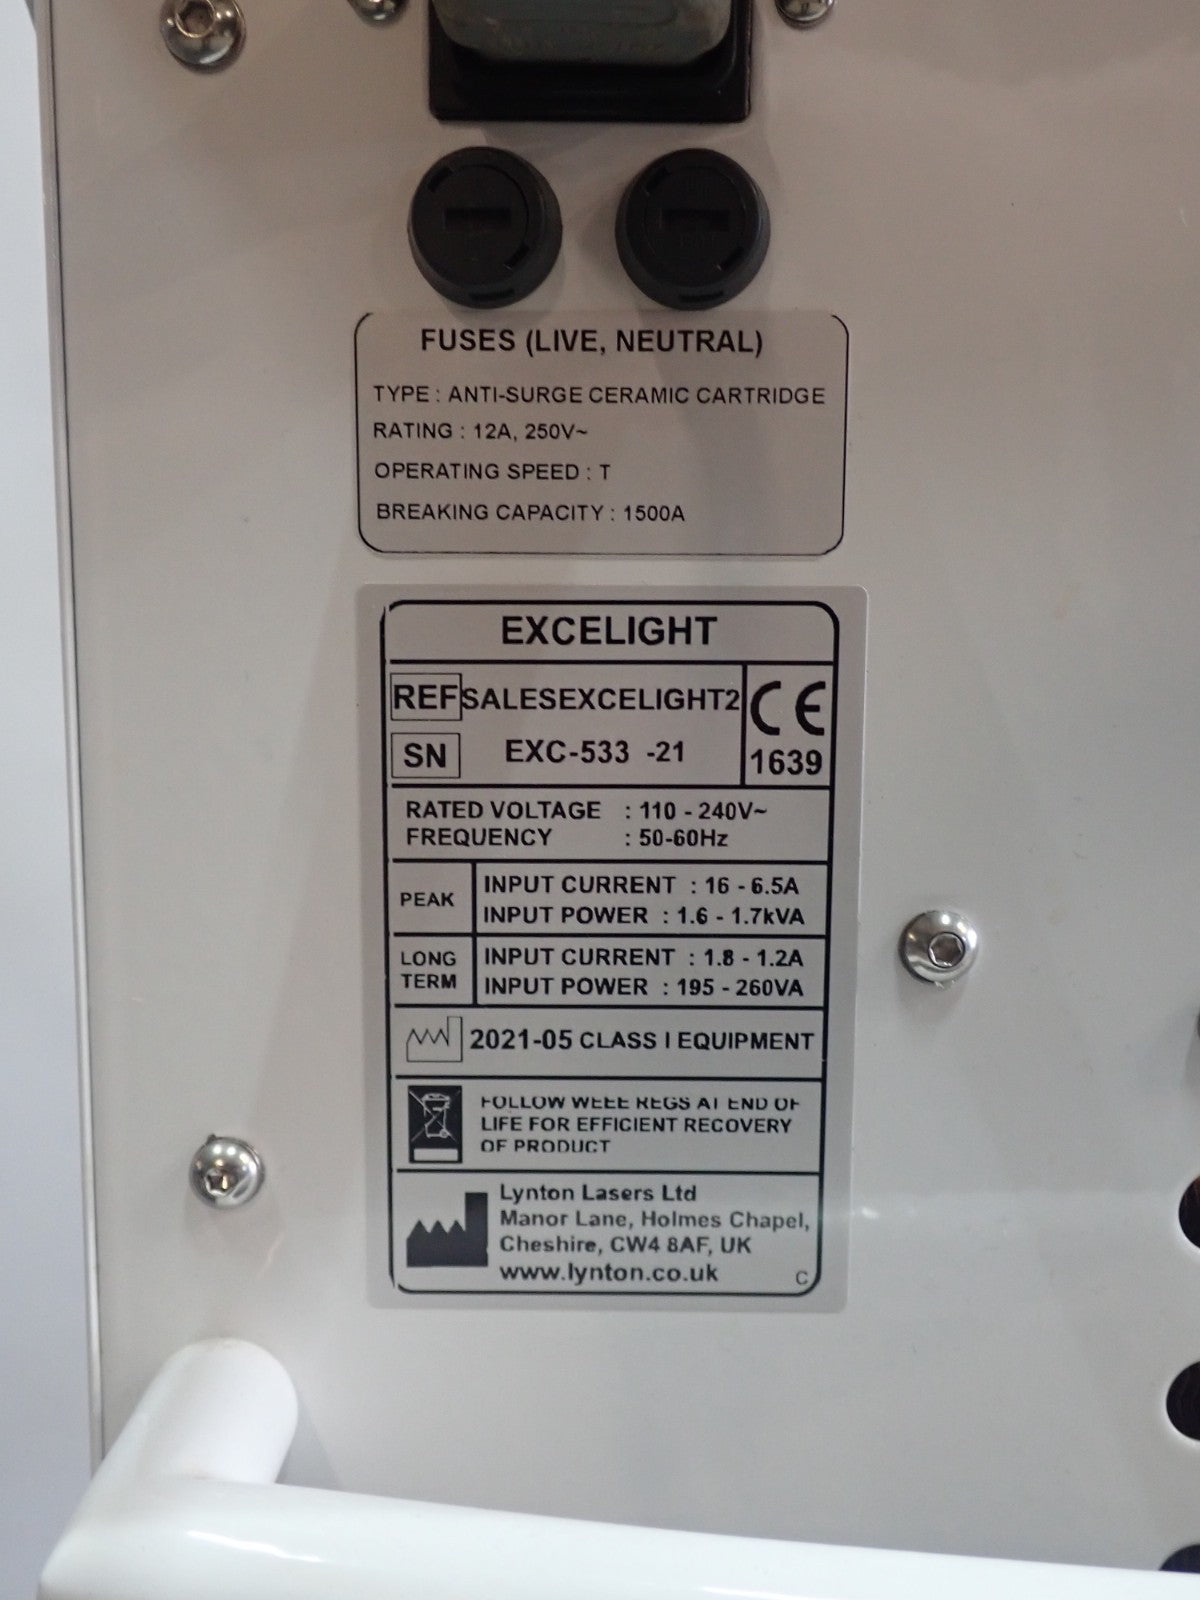 FUSES (LIVE, NEUTRAL)
TYPE : ANTI-SURGE CERAMIC CARTRIDGE
RATING : 12A, 250V~
OPERATING SPEED : T
BREAKING CAPACITY : 1500A
EXCELIGHT
REF SALESEXCELIGHT2
SN EXC-533 -21
CE
1639
RATED VOLTAGE : 110 - 240V~
FREQUENCY : 50-60Hz
PEAK
INPUT CURRENT : 16 - 6.5A
INPUT POWER : 1.6 - 1.7kVA
LONG TERM
INPUT CURRENT : 1.8 - 1.2A
INPUT POWER : 195 - 260VA
2021-05 CLASS I EQUIPMENT
FOLLOW WEEE REGS AT END OF
LIFE FOR EFFICIENT RECOVERY
OF PRODUCT
Lynton Lasers Ltd
Manor Lane, Holmes Chapel,
Cheshire, CW4 8AF, UK
www.lynton.co.uk
C